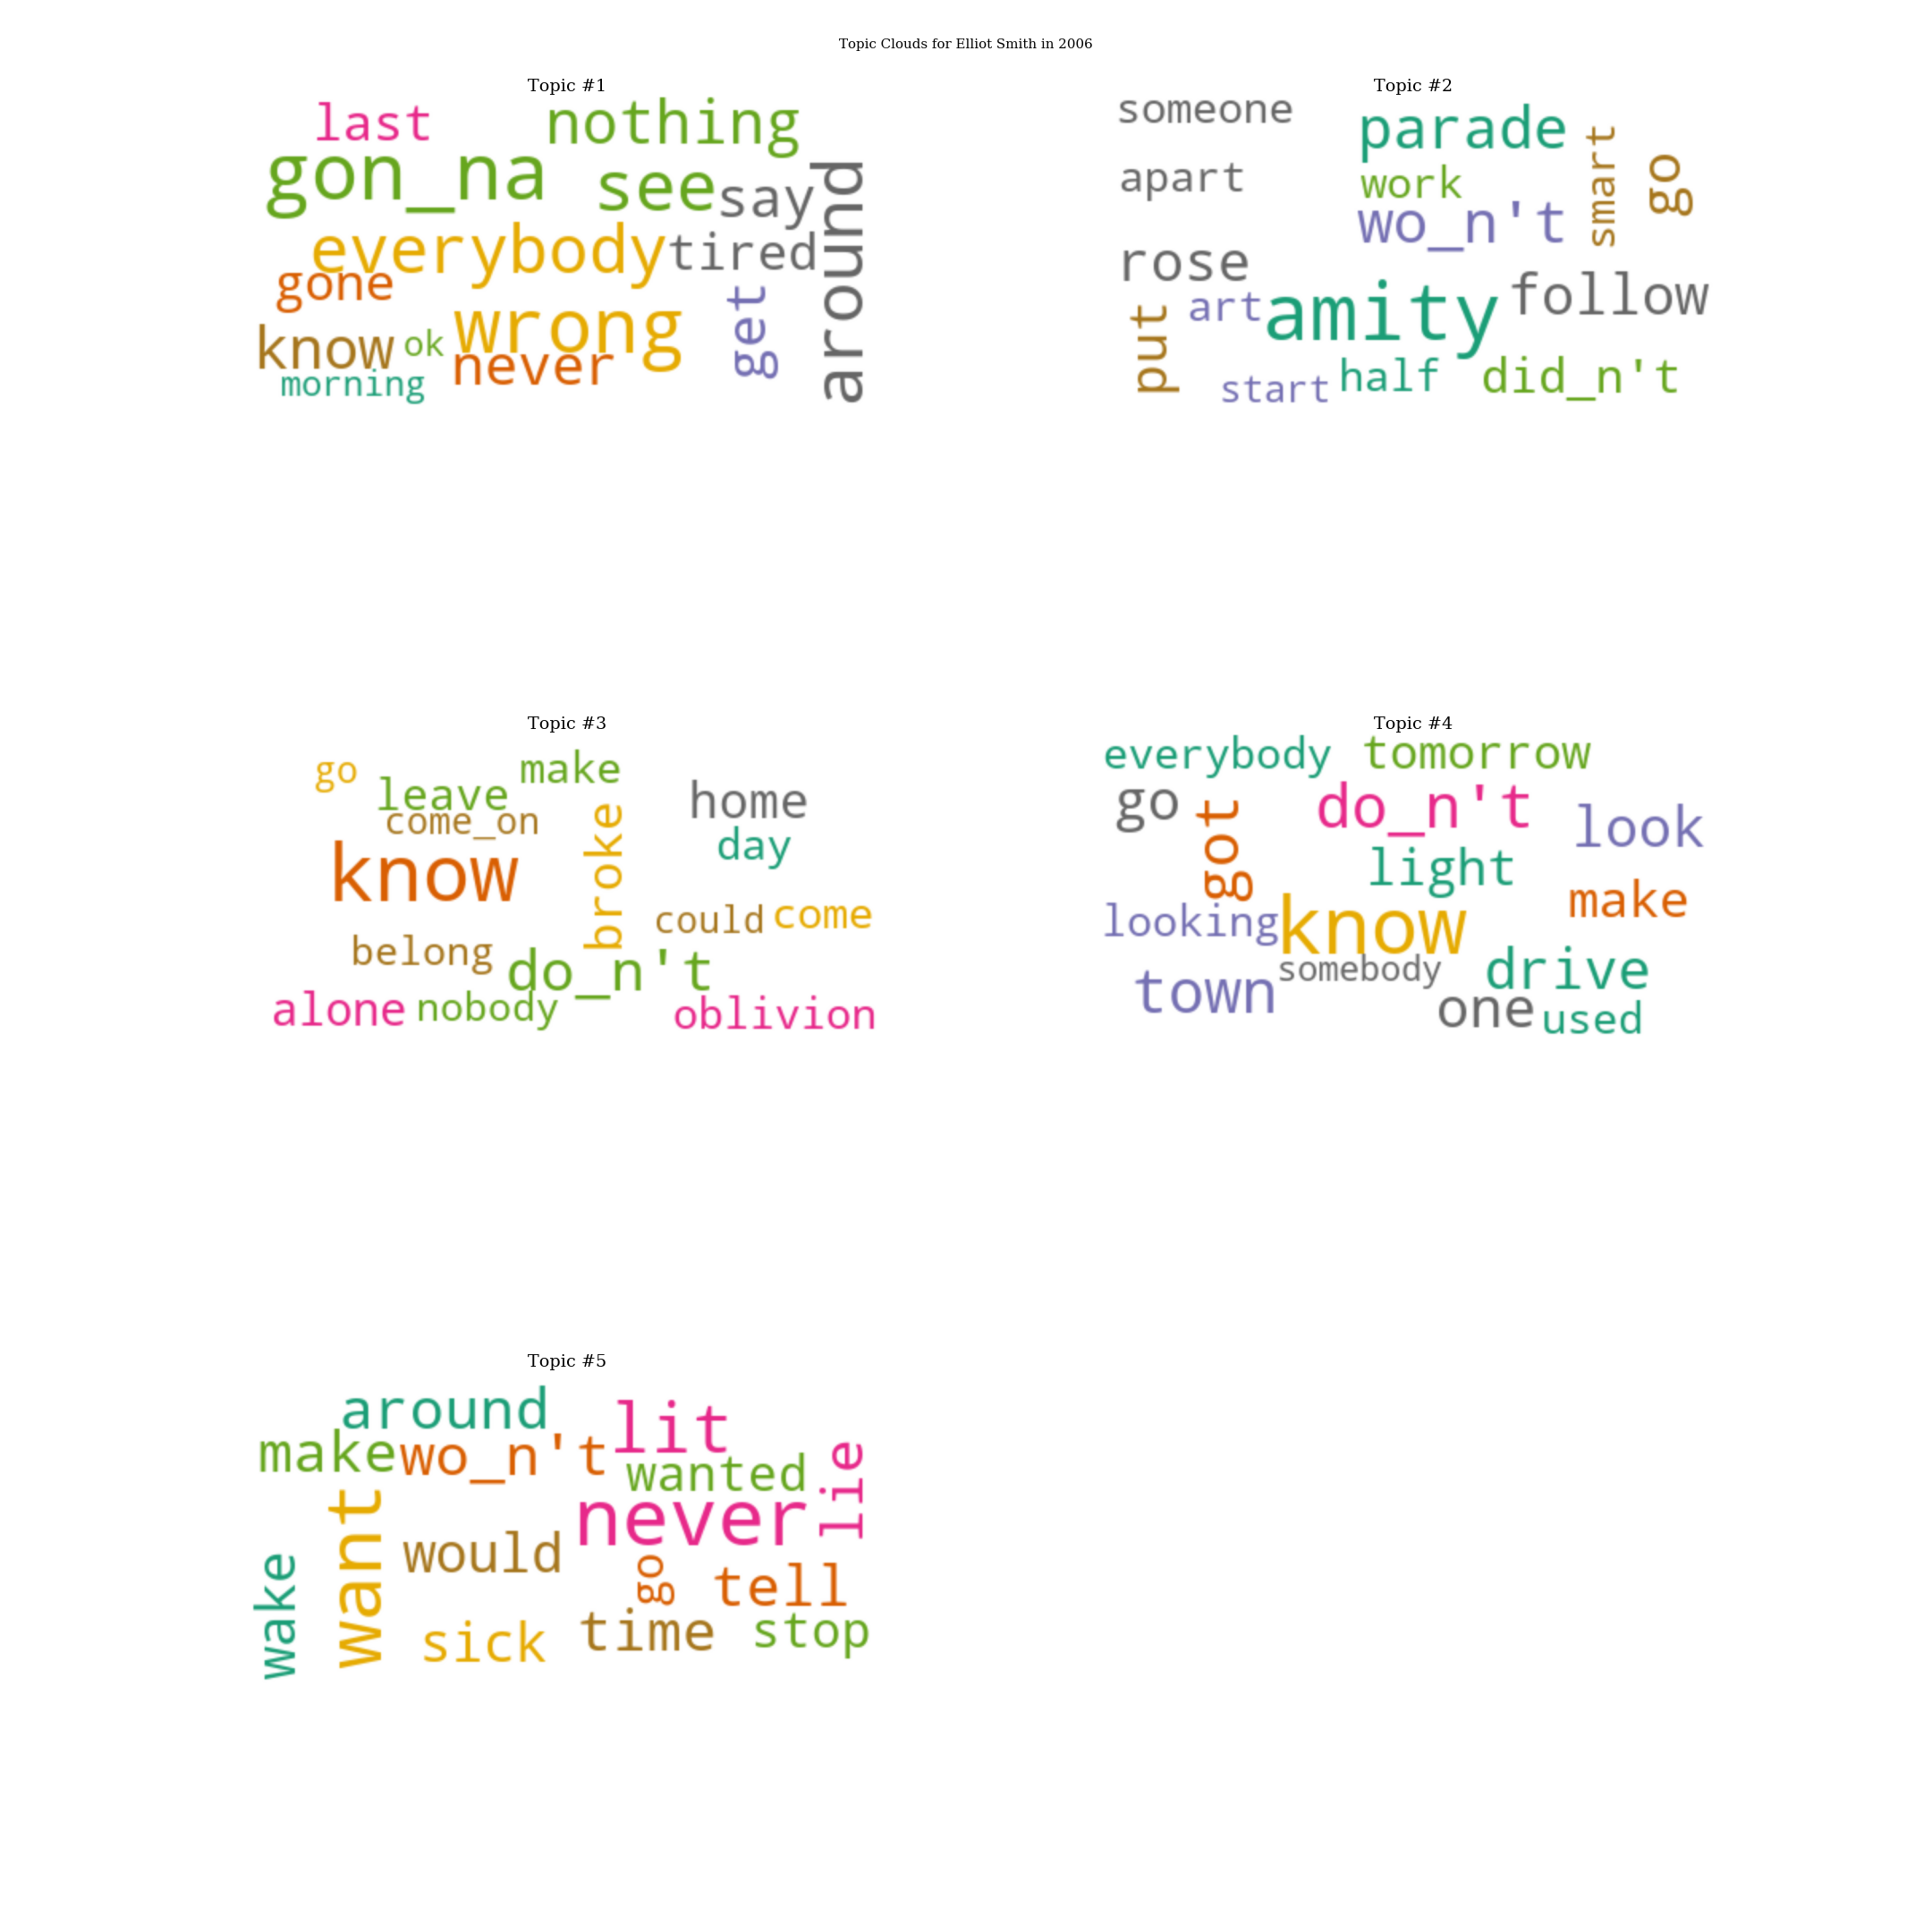 Topic Clouds for Elliot Smith in 2006
Topic #1
last
nothing
gon_na
see
say
around
everybody
tired
gone
wrong
get
know
ok
never
morning
Topic #2
someone
parade
smart
go
apart
work
wo_n't
rose
follow
put
art
amity
start
half
did_n't
Topic #3
go
make
leave
home
come_on
broke
day
know
could
come
belong
do_n't
alone
nobody
oblivion
Topic #4
everybody
tomorrow
go
got
do_n't
look
light
make
looking
know
somebody
drive
town
one
used
Topic #5
around
lit
make
wo_n't
wanted
lie
want
never
would
wake
go
tell
sick
time
stop